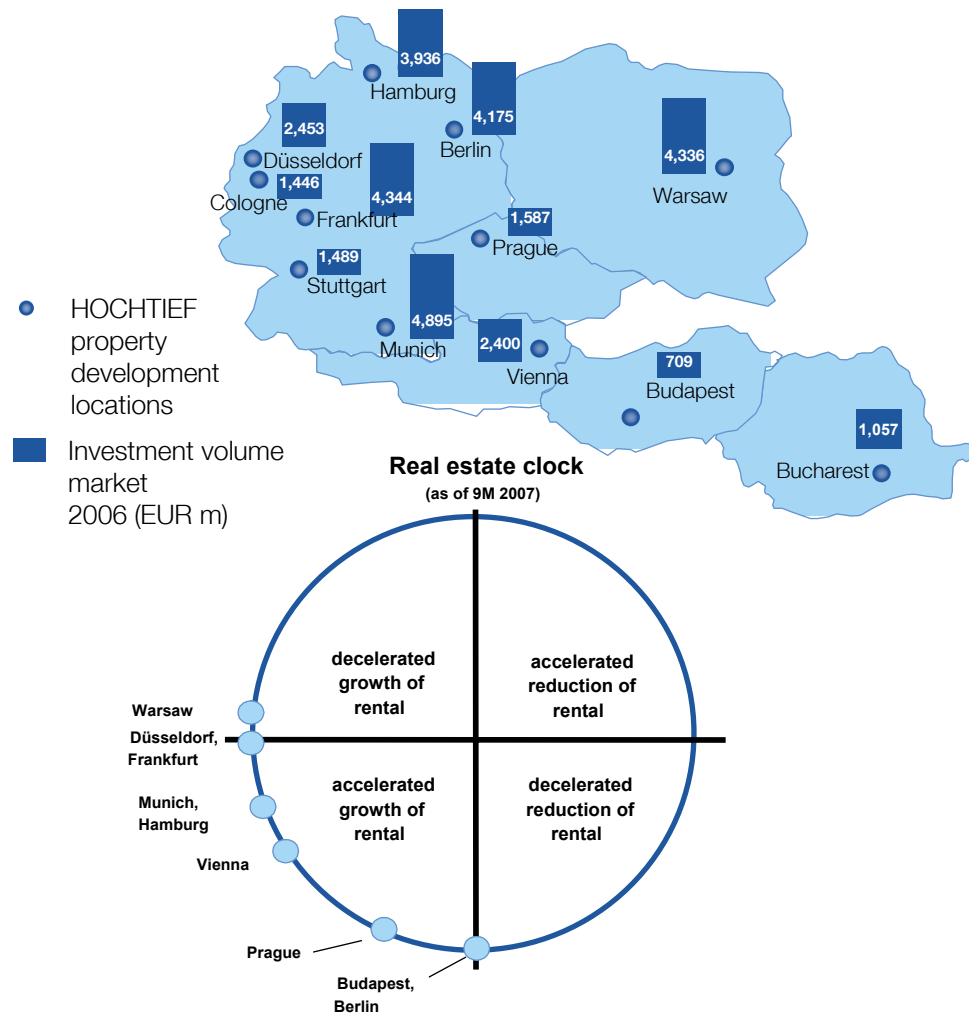 3,936
Hamburg
4,175
Berlin
2,453
Düsseldorf
1,446
Cologne
4,344
Frankfurt
4,336
Warsaw
1,587
Prague
1,489
Stuttgart
4,895
Munich
2,400
Vienna
709
Budapest
1,057
Bucharest
HOCHTIEF
property
development
locations
Investment volume
market
2006 (EUR m)
Real estate clock
(as of 9M 2007)
decelerated
growth of
rental
accelerated
reduction of
rental
Warsaw
Düsseldorf,
Frankfurt
accelerated
growth of
rental
decelerated
reduction of
rental
Munich,
Hamburg
Vienna
Prague
Budapest,
Berlin